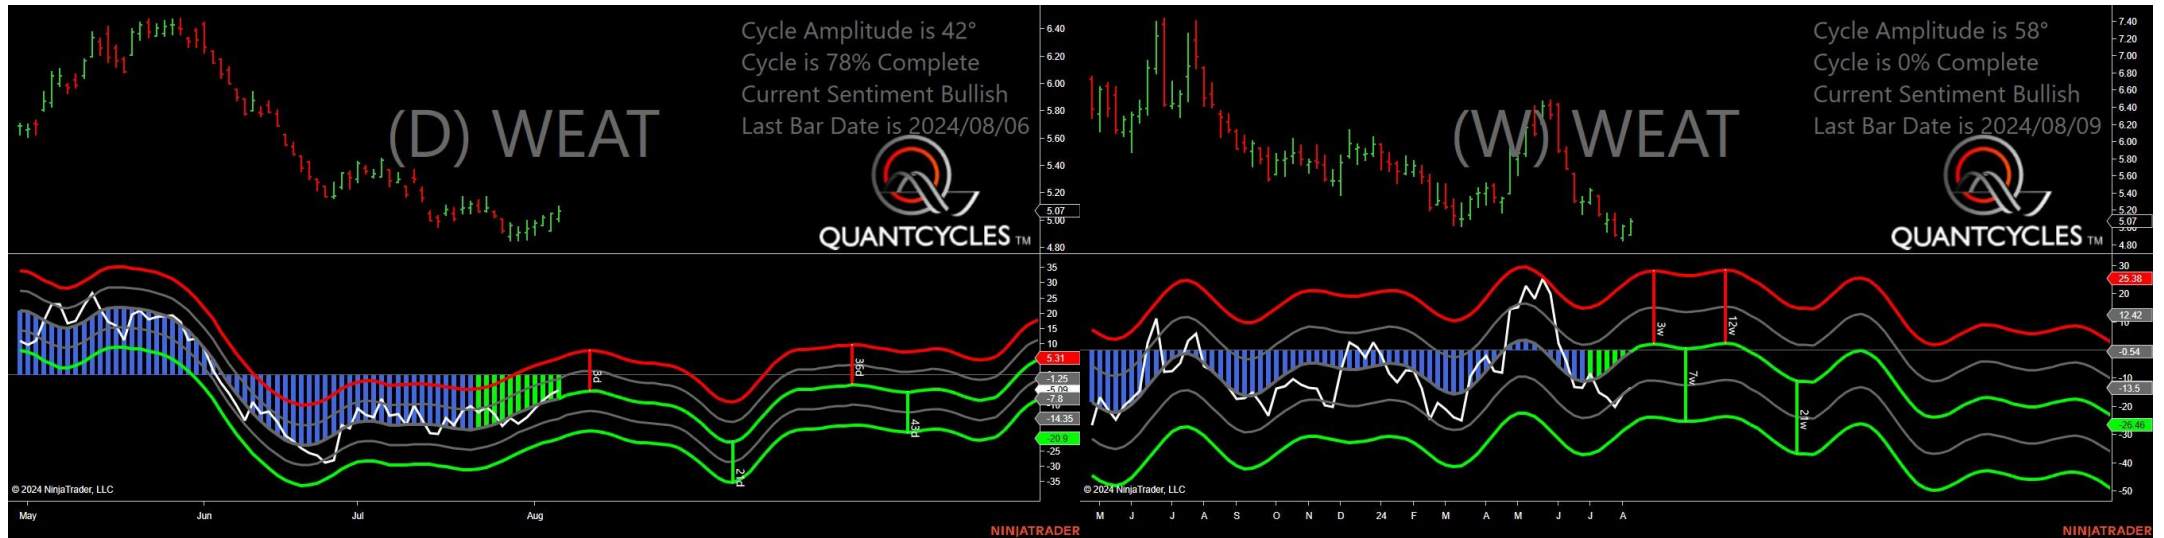 Cycle Amplitude is 42°
Cycle is 78% Complete
Current Sentiment Bullish
Last Bar Date is 2024/08/06
(D) WEAT
QUANTCYCLES TM
6.40
6.20
6.00
5.80
5.60
5.40
5.20
5.07
5.00
4.80
35
30
25
20
15
10
5.31
-1.25
-5.09
-7.8
-14.35
-20.9
-25
-30
-35
3d
21d
36d
43d
© 2024 NinjaTrader, LLC
May Jun Jul Aug
NINJATRADER
Cycle Amplitude is 58°
Cycle is 0% Complete
Current Sentiment Bullish
Last Bar Date is 2024/08/09
(W) WEAT
QUANTCYCLES TM
7.40
7.20
7.00
6.80
6.60
6.40
6.20
6.00
5.80
5.60
5.40
5.20
5.07
4.80
30
25.38
20
12.42
10
-0.54
-10
-13.5
-20
-26.46
-30
-40
-50
3w
7w
12w
21w
© 2024 NinjaTrader, LLC
M J J A S O N D 24 F M A M J J A
NINJATRADER